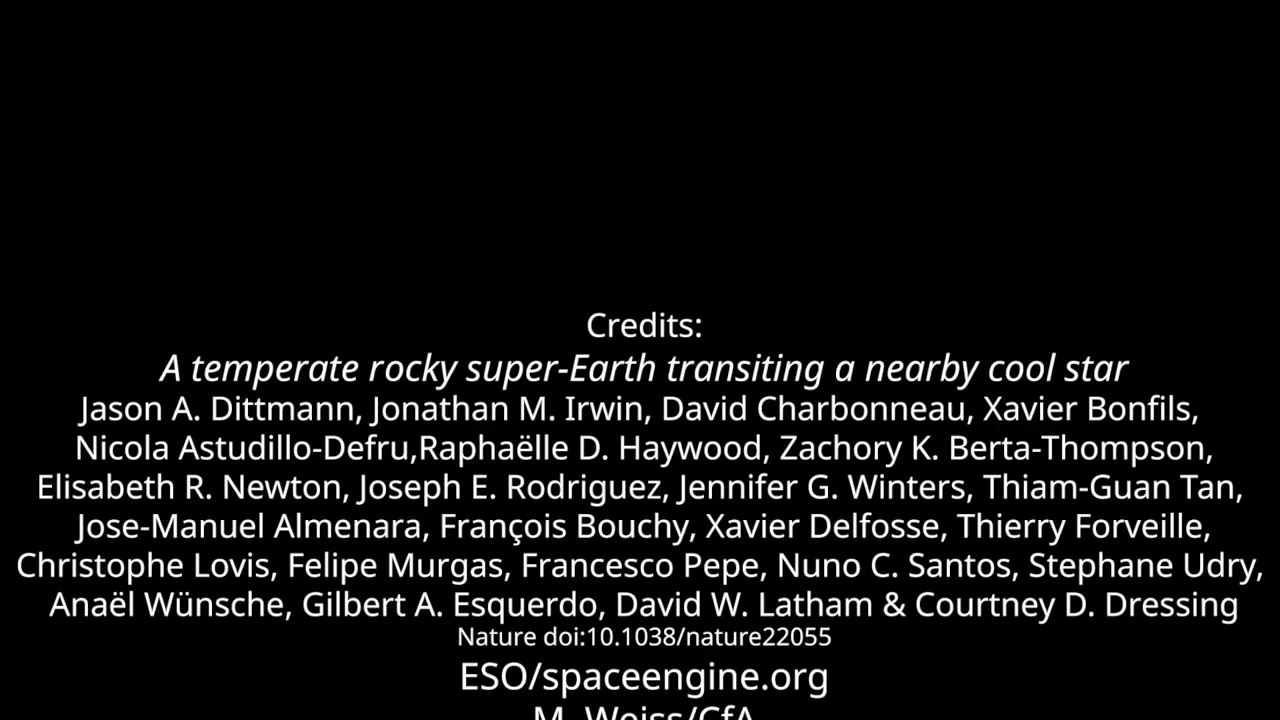 Credits:
A temperate rocky super-Earth transiting a nearby cool star
Jason A. Dittmann, Jonathan M. Irwin, David Charbonneau, Xavier Bonfils,
Nicola Astudillo-Defru,Raphaëlle D. Haywood, Zachory K. Berta-Thompson,
Elisabeth R. Newton, Joseph E. Rodriguez, Jennifer G. Winters, Thiam-Guan Tan,
Jose-Manuel Almenara, François Bouchy, Xavier Delfosse, Thierry Forveille,
Christophe Lovis, Felipe Murgas, Francesco Pepe, Nuno C. Santos, Stephane Udry,
Anaël Wünsche, Gilbert A. Esquerdo, David W. Latham & Courtney D. Dressing
Nature doi:10.1038/nature22055
ESO/spaceengine.org
M. Weiss/CfA